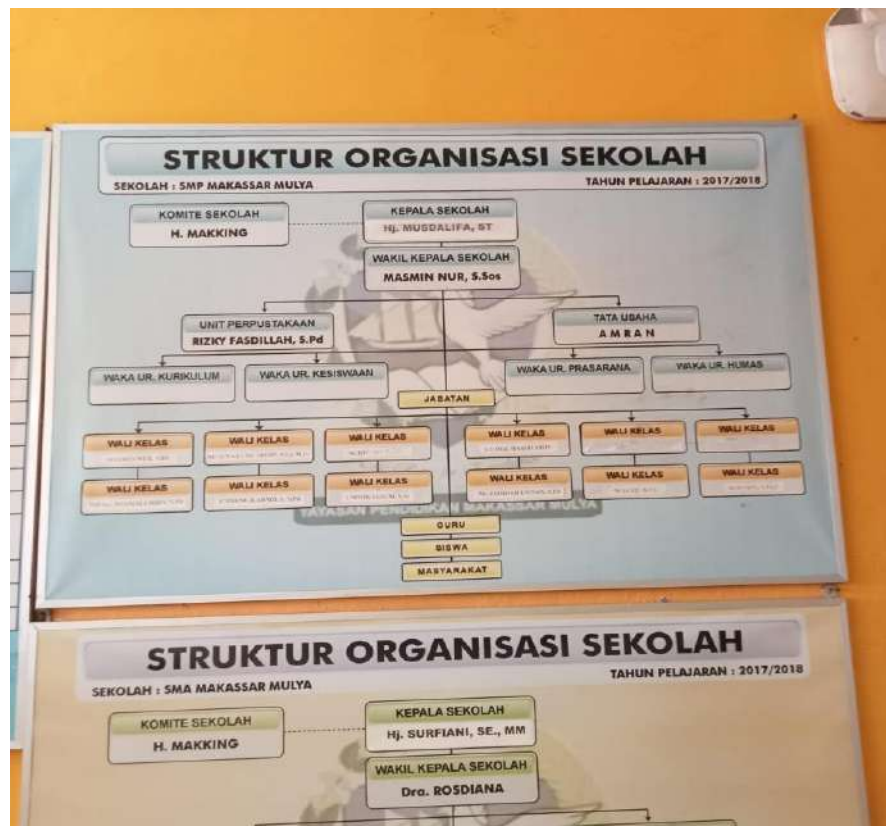 STRUKTUR ORGANISASI SEKOLAH
SEKOLAH : SMP MAKASSAR MULYA
TAHUN PELAJARAN : 2017/2018
KOMITE SEKOLAH
H. MAKKING
KEPALA SEKOLAH
Hj. MUSDALIFA, ST
WAKIL KEPALA SEKOLAH
MASMIN NUR, S.Sos
UNIT PERPUSTAKAAN
RIZKY FASDILLAH, S.Pd
TATA USAHA
AMRAN
WAKA UR. KURIKULUM
WAKA UR. KESISWAAN
WAKA UR. PRASARANA
WAKA UR. HUMAS
JABATAN
WALI KELAS
WALI KELAS
WALI KELAS
WALI KELAS
WALI KELAS
WALI KELAS
WALI KELAS
WALI KELAS
WALI KELAS
WALI KELAS
WALI KELAS
WALI KELAS
YAYASAN PENDIDIKAN MAKASSAR MULYA
GURU
SISWA
MASYARAKAT
STRUKTUR ORGANISASI SEKOLAH
SEKOLAH : SMA MAKASSAR MULYA
TAHUN PELAJARAN : 2017/2018
KOMITE SEKOLAH
H. MAKKING
KEPALA SEKOLAH
Hj. SURFIANI, SE., MM
WAKIL KEPALA SEKOLAH
Dra. ROSDIANA